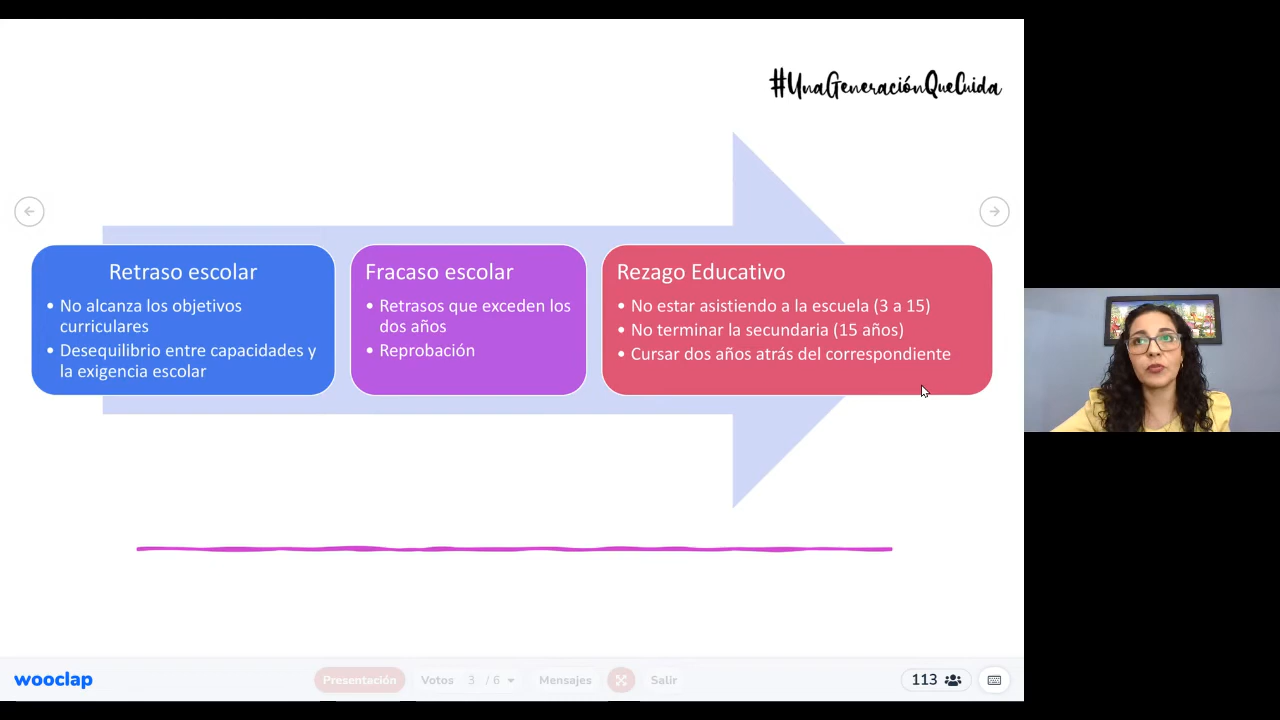 #UnaGeneraciónQueCuida
Retraso escolar
• No alcanza los objetivos
curriculares
• Desequilibrio entre capacidades y
la exigencia escolar
Fracaso escolar
• Retrasos que exceden los
dos años
• Reprobación
Rezago Educativo
• No estar asistiendo a la escuela (3 a 15)
• No terminar la secundaria (15 años)
• Cursar dos años atrás del correspondiente
wooclap
Presentación
Votos 3 / 6
Mensajes
Salir
113